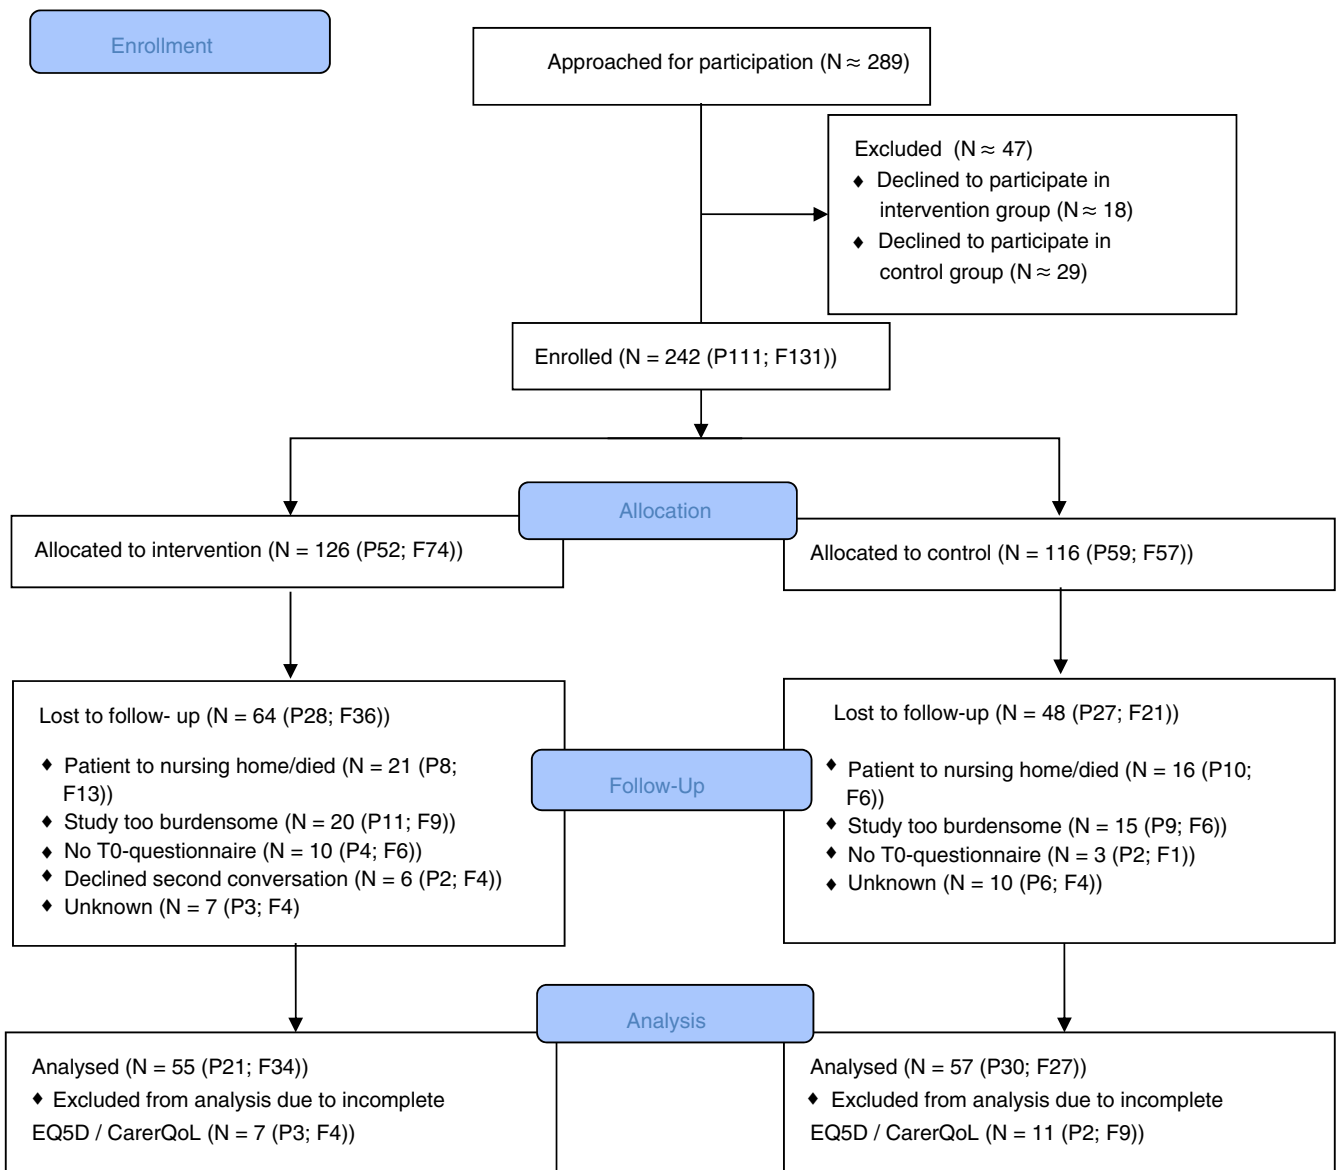 Enrollment
Approached for participation (N ≈ 289)
Excluded (N ≈ 47)
♦ Declined to participate in
intervention group (N ≈ 18)
♦ Declined to participate in
control group (N ≈ 29)
Enrolled (N = 242 (P111; F131))
Allocation
Allocated to intervention (N = 126 (P52; F74))
Allocated to control (N = 116 (P59; F57))
Lost to follow- up (N = 64 (P28; F36))
♦ Patient to nursing home/died (N = 21 (P8;
F13))
♦ Study too burdensome (N = 20 (P11; F9))
♦ No T0-questionnaire (N = 10 (P4; F6))
♦ Declined second conversation (N = 6 (P2; F4))
♦ Unknown (N = 7 (P3; F4)
Follow-Up
Lost to follow-up (N = 48 (P27; F21))
♦ Patient to nursing home/died (N = 16 (P10;
F6))
♦ Study too burdensome (N = 15 (P9; F6))
♦ No T0-questionnaire (N = 3 (P2; F1))
♦ Unknown (N = 10 (P6; F4))
Analysis
Analysed (N = 55 (P21; F34))
♦ Excluded from analysis due to incomplete
EQ5D / CarerQoL (N = 7 (P3; F4))
Analysed (N = 57 (P30; F27))
♦ Excluded from analysis due to incomplete
EQ5D / CarerQoL (N = 11 (P2; F9))